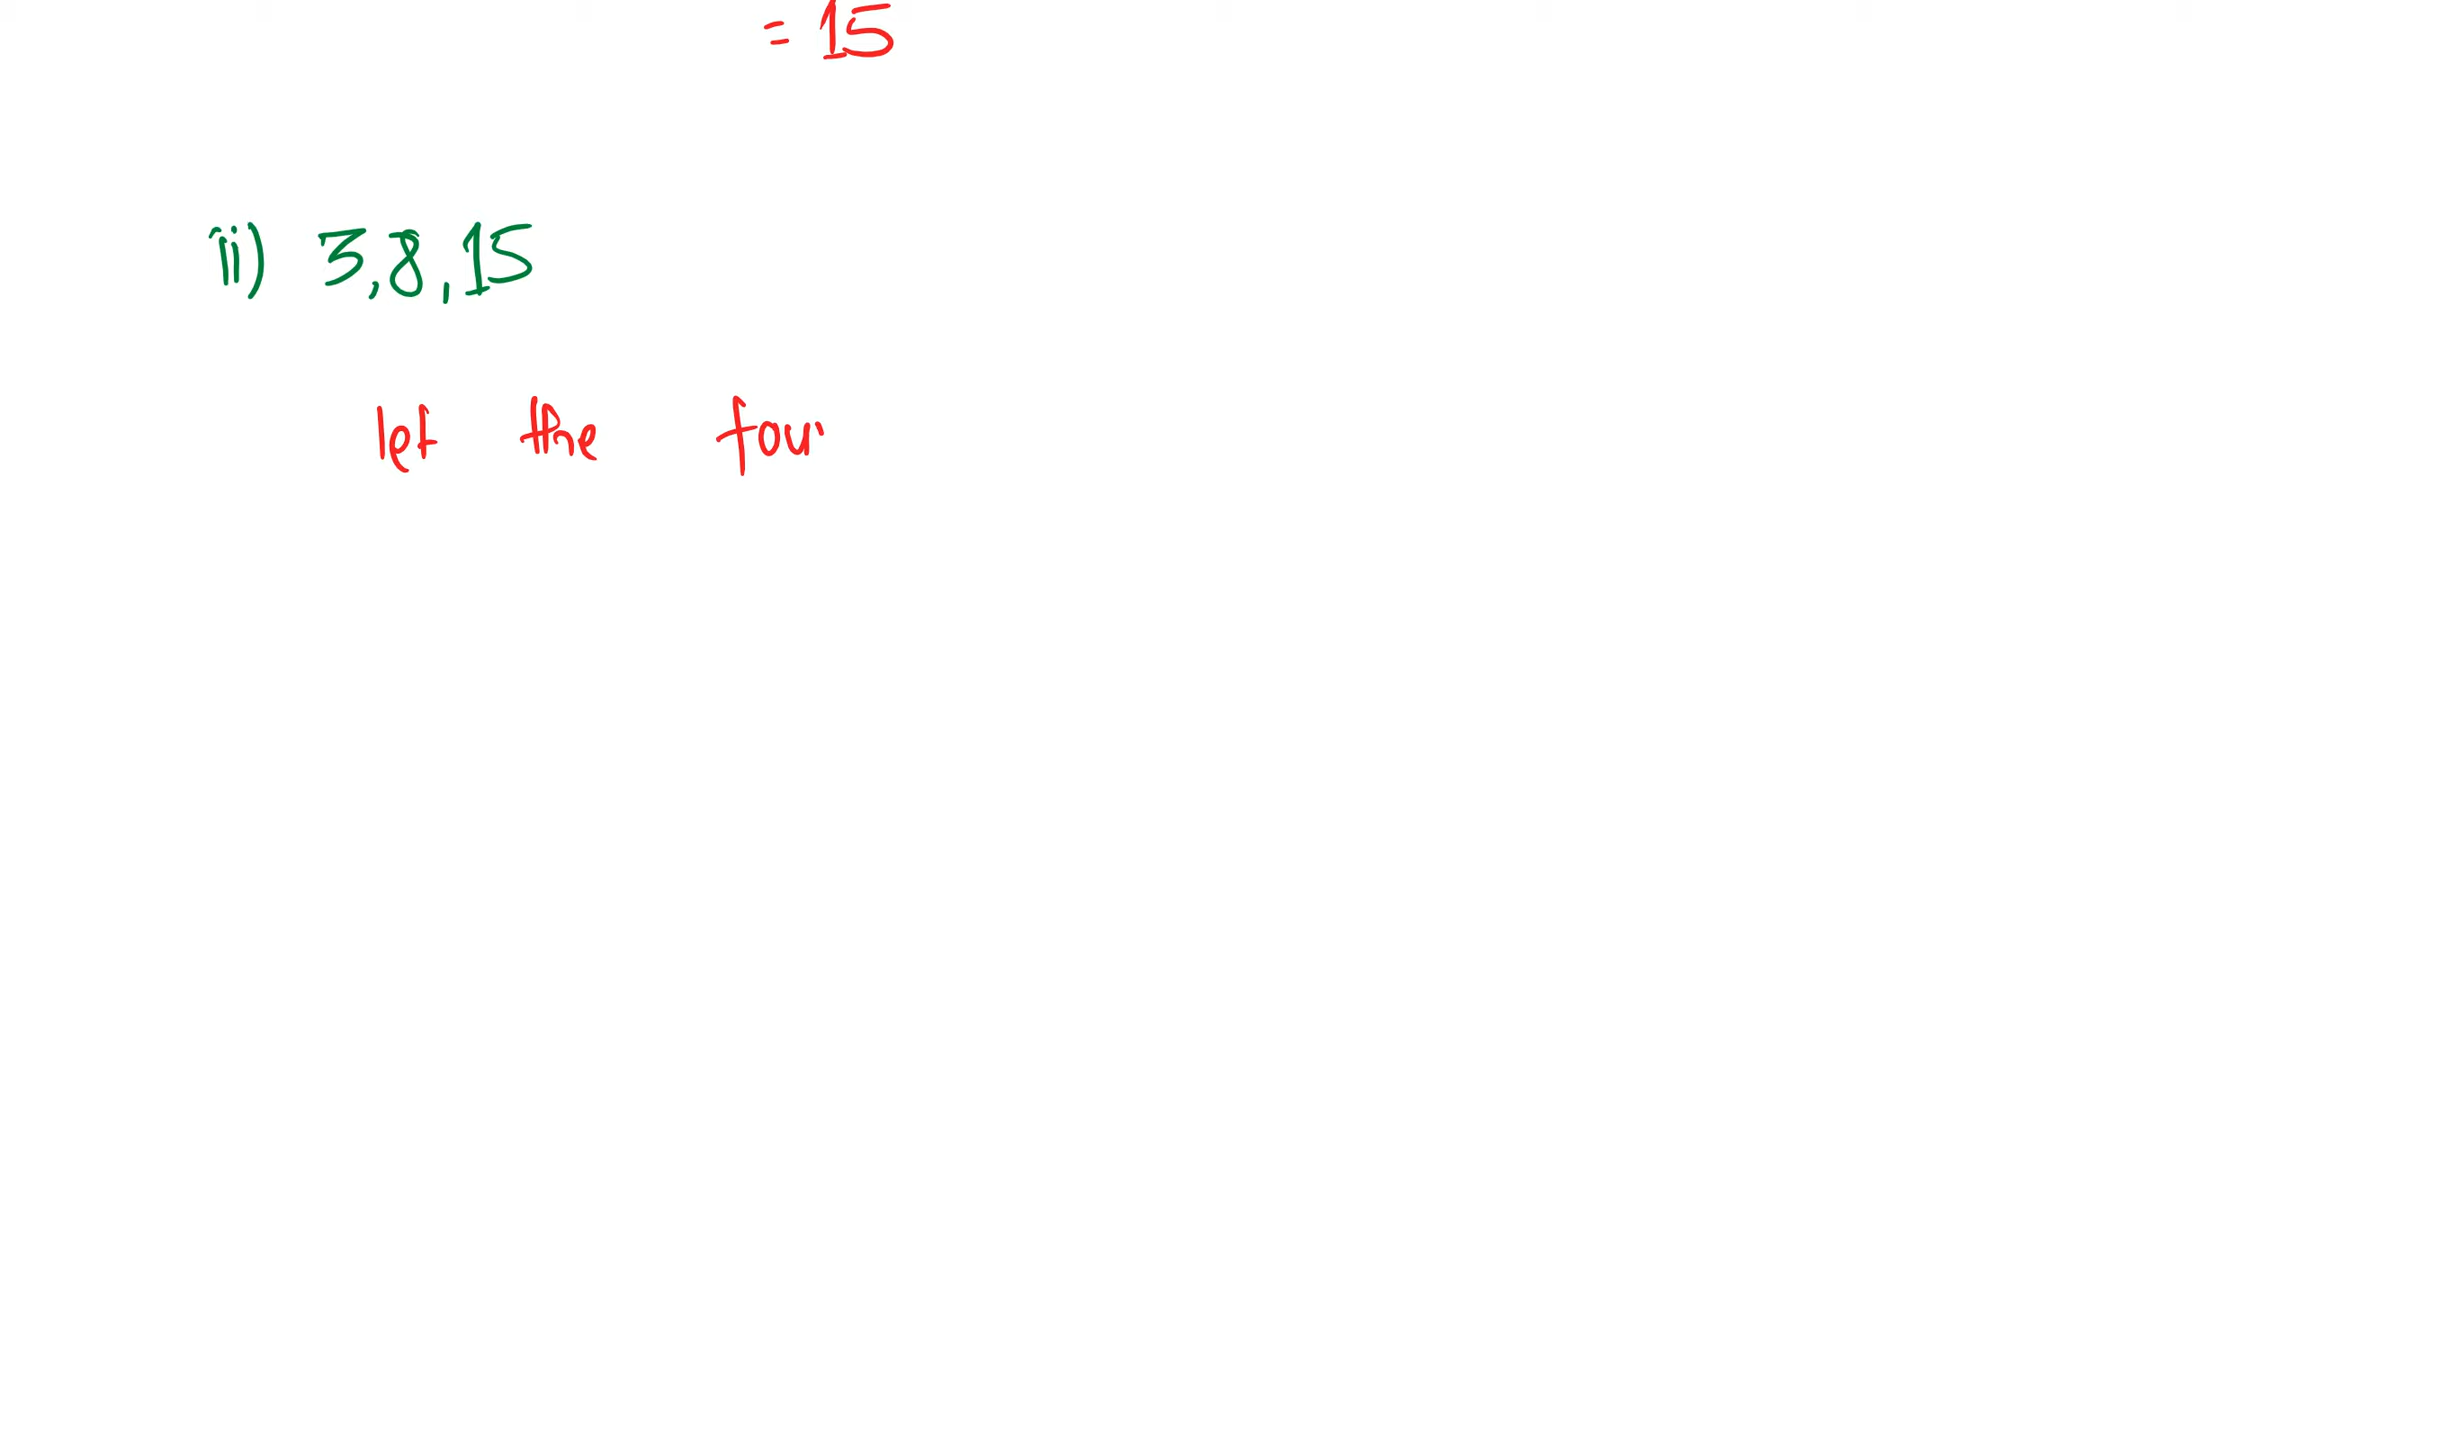 = 15
ii) 3,8,15
let the four